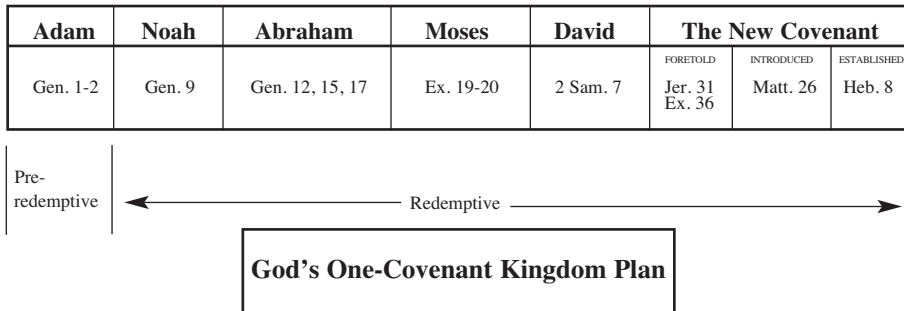 Adam Noah Abraham Moses David The New Covenant
FORETOLD INTRODUCED ESTABLISHED
Gen. 1-2 Gen. 9 Gen. 12, 15, 17 Ex. 19-20 2 Sam. 7 Jer. 31 Matt. 26 Heb. 8
Ex. 36
Pre-
redemptive Redemptive
God's One-Covenant Kingdom Plan